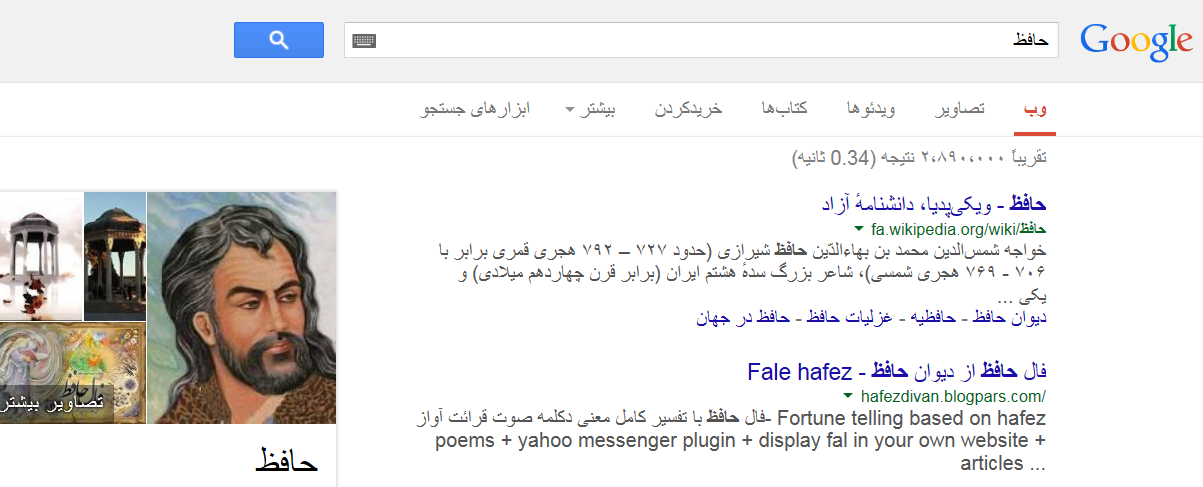 Google
حافظ
وب
تصاویر
ویدئوها
کتاب‌ها
خریدکردن
بیشتر
ابزارهای جستجو
تقریباً ۲،۸۹۰،۰۰۰ نتیجه (0.34 ثانیه)
حافظ - ویکی‌پدیا، دانشنامهٔ آزاد
fa.wikipedia.org/wiki/حافظ
خواجه شمس‌الدین محمد بن بهاءالدّین حافظ شیرازی (حدود ۷۲۷ – ۷۹۲ هجری قمری برابر با
۷۰۶ - ۷۶۹ هجری شمسی)، شاعر بزرگ سدهٔ هشتم ایران (برابر قرن چهاردهم میلادی) و
یکی ...
دیوان حافظ - حافظیه - غزلیات حافظ - حافظ در جهان
فال حافظ از دیوان حافظ - Fale hafez
hafezdivan.blogpars.com/
فال حافظ با تفسیر کامل معنی دکلمه صوت قرائت آواز- Fortune telling based on hafez
poems + yahoo messenger plugin + display fal in your own website +
articles ...
فال حافظ
تصاویر بیشتر
حافظ